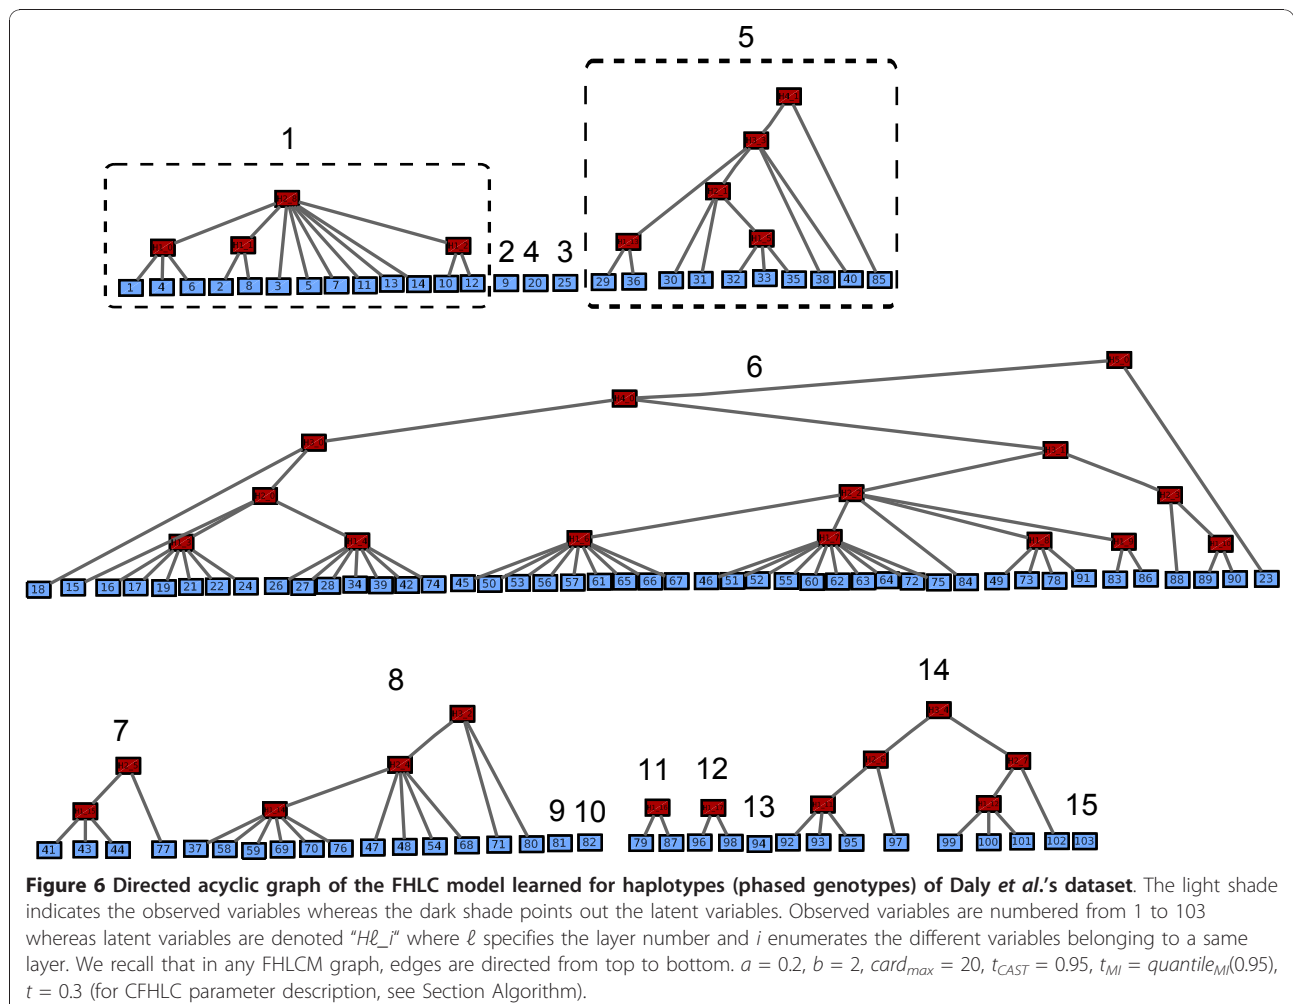 5
1
2 4 3
1 4 6 2 8 3 5 7 11 13 14 10 12 9 20 25 29 36 30 31 32 33 35 38 40 85
6
18 15 16 17 19 21 22 24 26 27 28 34 39 42 74 45 50 53 56 57 61 65 66 67 46 51 52 55 60 62 63 64 72 75 84 49 73 78 91 83 86 88 89 90 23
14
8
7
11 12
9 10 13 15
41 43 44 77 37 58 59 69 70 76 47 48 54 68 71 80 81 82 79 87 96 98 94 92 93 95 97 99 100 101 102 103
Figure 6 Directed acyclic graph of the FHLC model learned for haplotypes (phased genotypes) of Daly et al.'s dataset. The light shade
indicates the observed variables whereas the dark shade points out the latent variables. Observed variables are numbered from 1 to 103
whereas latent variables are denoted "Hℓ_i" where ℓ specifies the layer number and i enumerates the different variables belonging to a same
layer. We recall that in any FHLCM graph, edges are directed from top to bottom. a = 0.2, b = 2, card_max = 20, t_CAST = 0.95, t_MI = quantile_MI(0.95),
t = 0.3 (for CFHLC parameter description, see Section Algorithm).